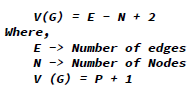 V(G) = E - N + 2
Where,
E -> Number of edges
N -> Number of Nodes
V (G) = P + 1